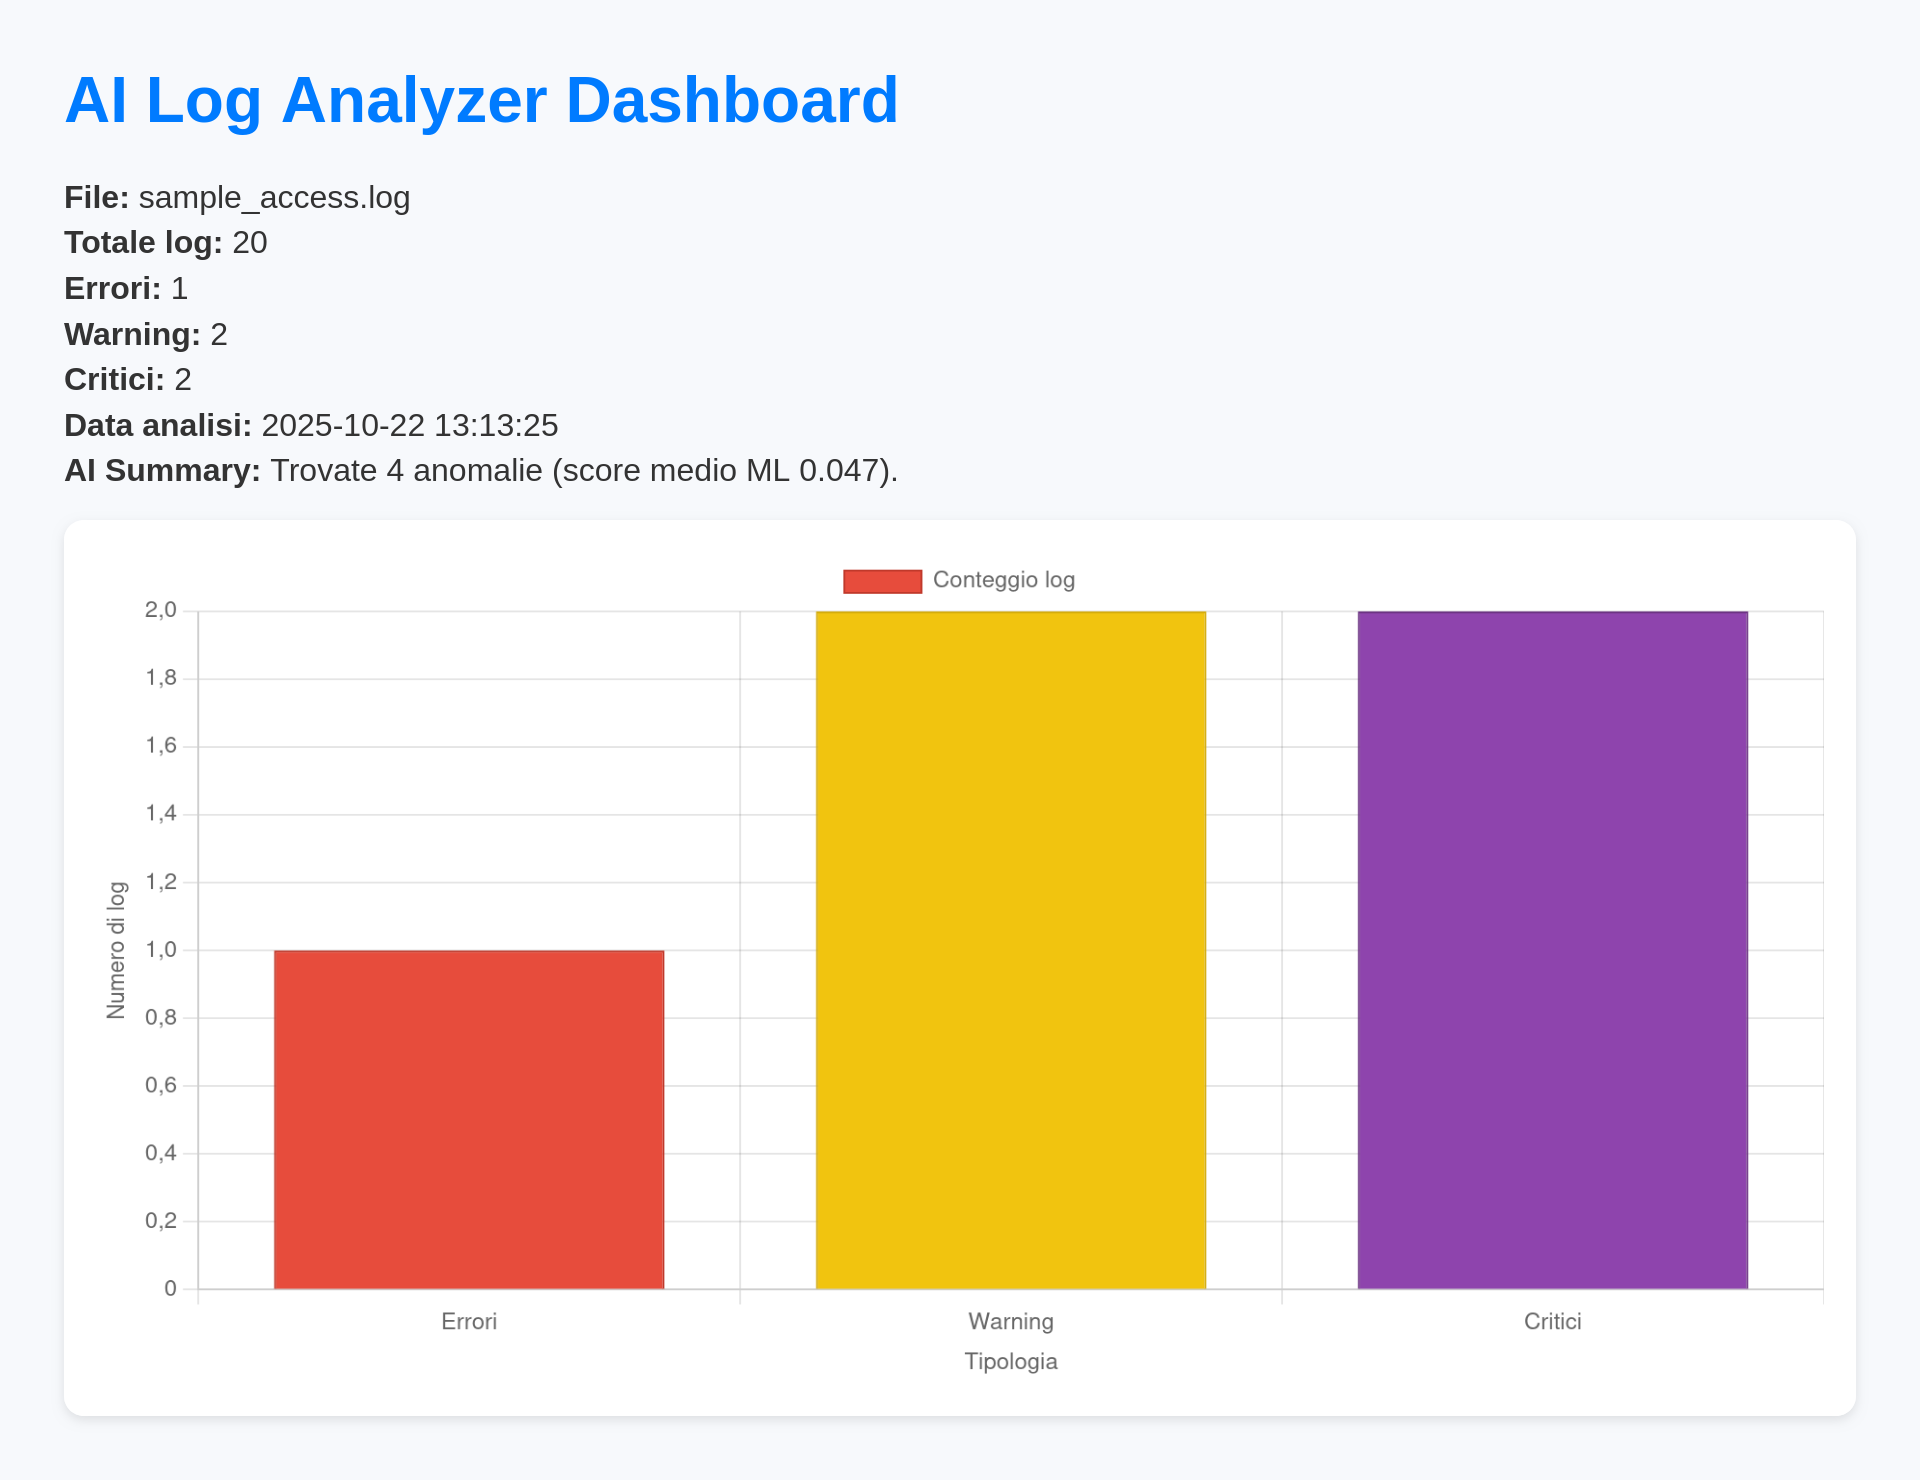 AI Log Analyzer Dashboard
File: sample_access.log
Totale log: 20
Errori: 1
Warning: 2
Critici: 2
Data analisi: 2025-10-22 13:13:25
AI Summary: Trovate 4 anomalie (score medio ML 0.047).
Conteggio log
2,0
1,8
1,6
1,4
1,2
1,0
0,8
0,6
0,4
0,2
0
Numero di log
Errori
Warning
Critici
Tipologia